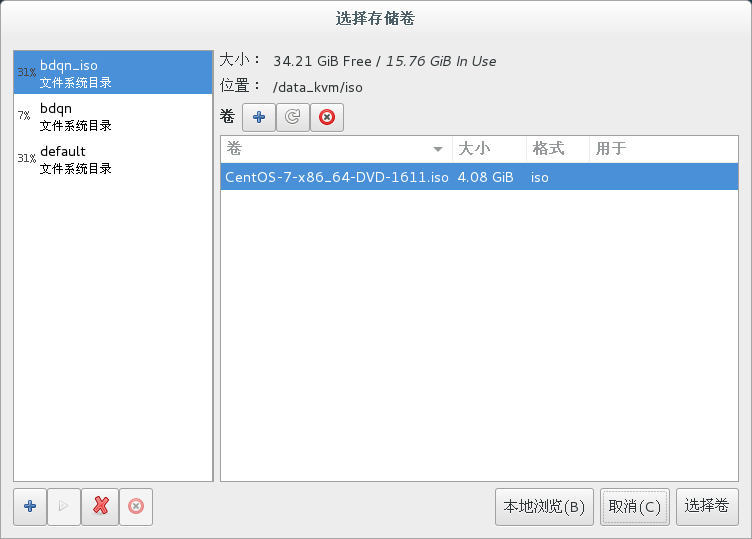 选择存储卷
31% bdqn_iso
文件系统目录
7% bdqn
文件系统目录
31% default
文件系统目录
大小： 34.21 GiB Free / 15.76 GiB In Use
位置： /data_kvm/iso
卷
卷 大小 格式 用于
CentOS-7-x86_64-DVD-1611.iso 4.08 GiB iso
本地浏览(B) 取消(C) 选择卷